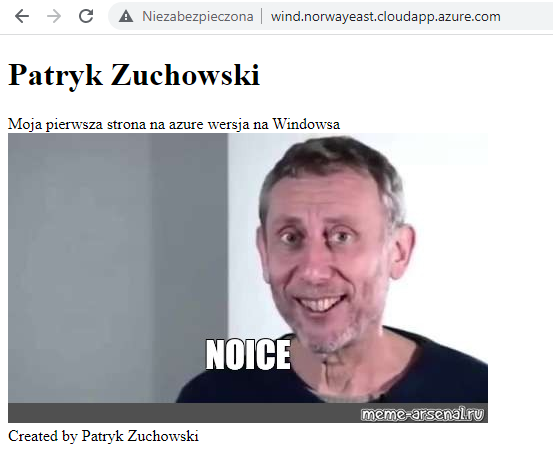 Niezabezpieczona wind.norwayeast.cloudapp.azure.com
Patryk Zuchowski
Moja pierwsza strona na azure wersja na Windowsa
NOICE
meme-arsenal.ru
Created by Patryk Zuchowski